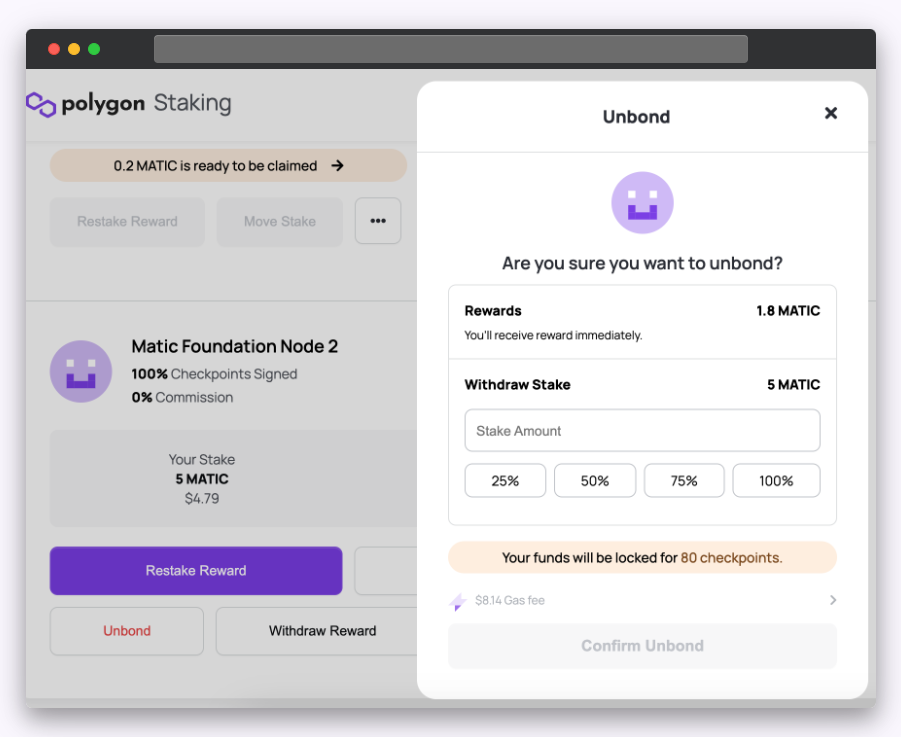 polygon Staking
0.2 MATIC is ready to be claimed →
Restake Reward
Move Stake
•••
Matic Foundation Node 2
100% Checkpoints Signed
0% Commission
Your Stake
5 MATIC
$4.79
Restake Reward
Unbond
Withdraw Reward
Unbond
Are you sure you want to unbond?
Rewards 1.8 MATIC
You'll receive reward immediately.
Withdraw Stake 5 MATIC
Stake Amount
25% 50% 75% 100%
Your funds will be locked for 80 checkpoints.
$8.14 Gas fee
Confirm Unbond